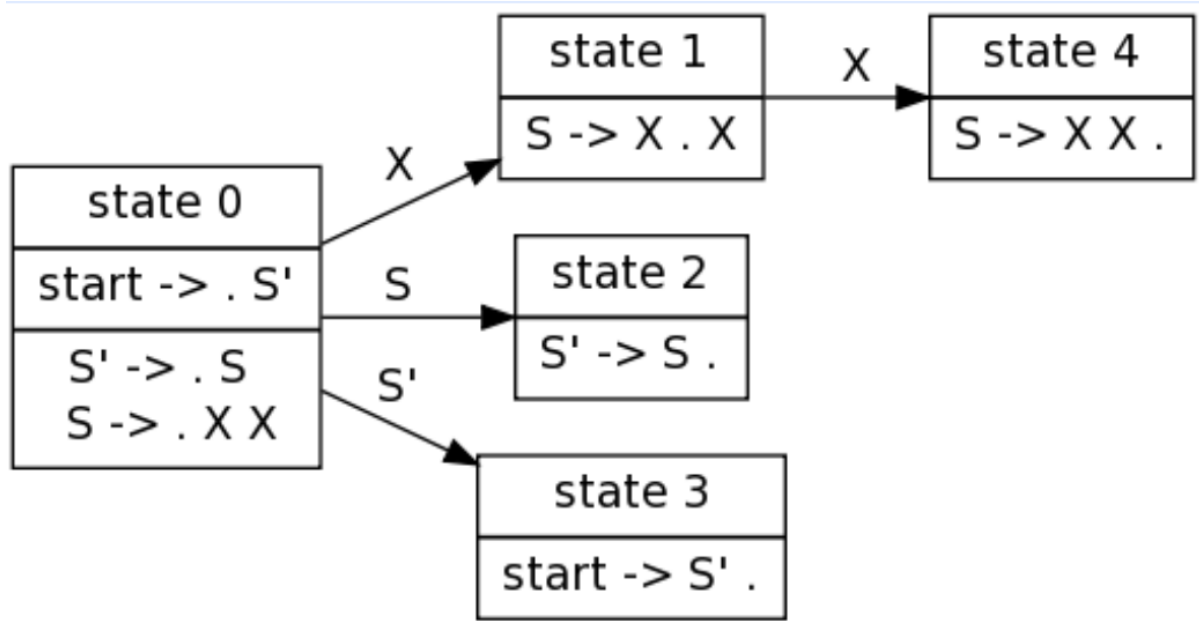 state 0
start -> . S'
S' -> . S
S -> . X X
X
S
S'
state 1
S -> X . X
state 2
S' -> S .
state 3
start -> S' .
X
state 4
S -> X X .